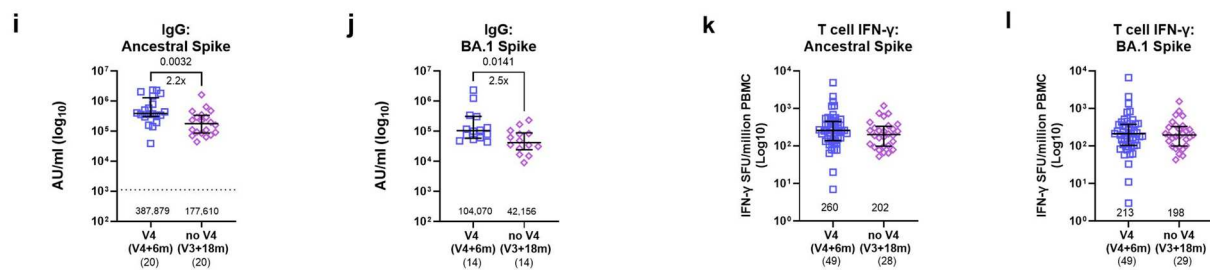 i
IgG:
Ancestral Spike
0.0032
2.2x
AU/ml (log₁₀)
10⁷
10⁶
10⁵
10⁴
10³
10²
387,879 177,610
V4 no V4
(V4+6m) (V3+18m)
(20) (20)
j
IgG:
BA.1 Spike
0.0141
2.5x
AU/ml (log₁₀)
10⁷
10⁶
10⁵
10⁴
10³
10²
104,070 42,156
V4 no V4
(V4+6m) (V3+18m)
(14) (14)
k
T cell IFN-γ:
Ancestral Spike
IFN-γ SFU/million PBMC
(Log10)
10⁴
10³
10²
10¹
10⁰
260 202
V4 no V4
(V4+6m) (V3+18m)
(49) (28)
l
T cell IFN-γ:
BA.1 Spike
IFN-γ SFU/million PBMC
(Log10)
10⁴
10³
10²
10¹
10⁰
213 198
V4 no V4
(V4+6m) (V3+18m)
(49) (29)